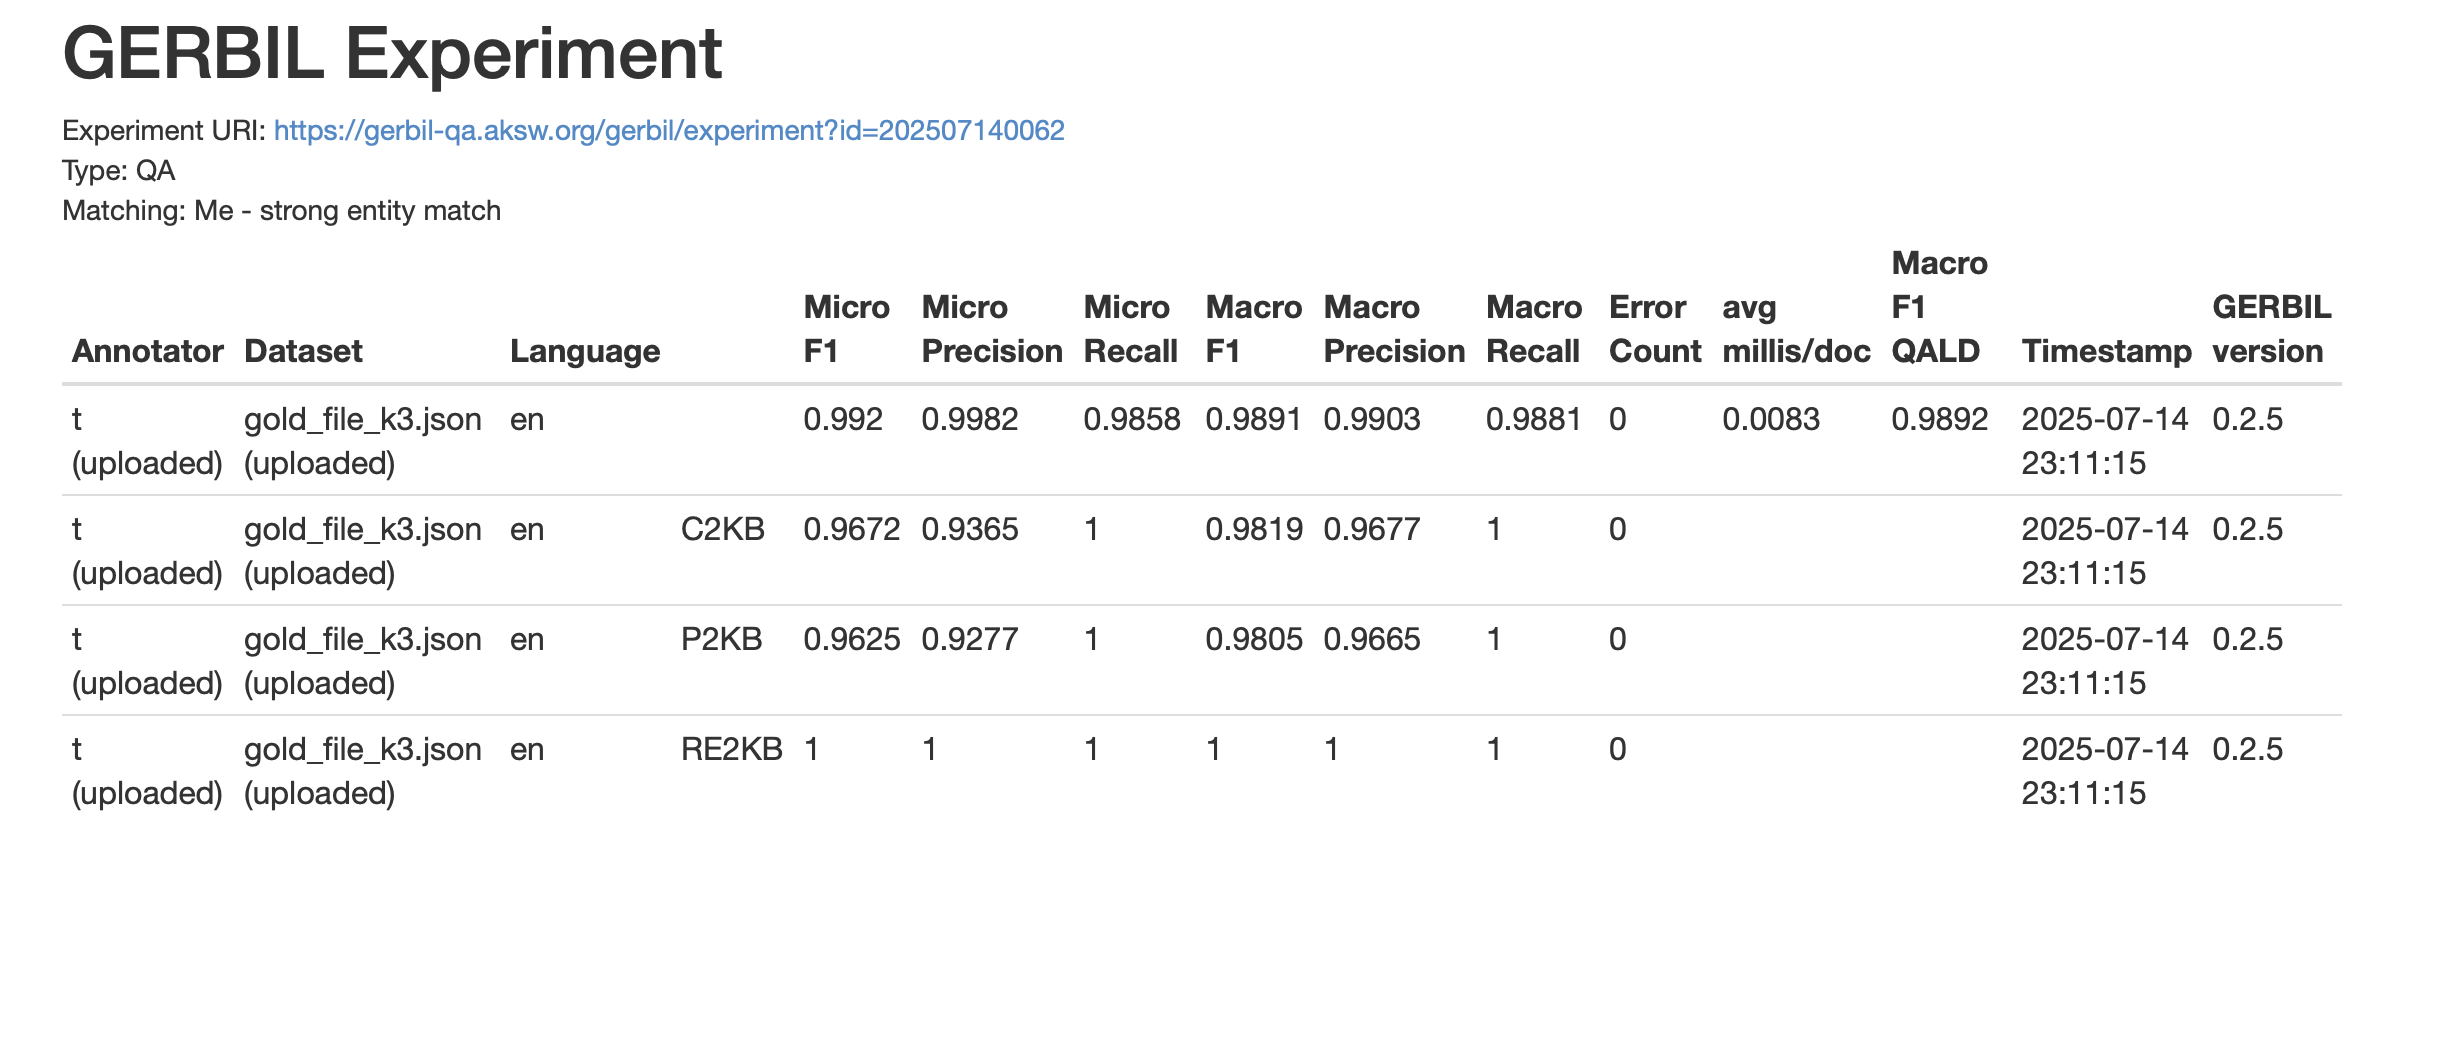 GERBIL Experiment
Experiment URI: https://gerbil-qa.aksw.org/gerbil/experiment?id=202507140062
Type: QA
Matching: Me - strong entity match
Annotator Dataset Language Micro F1 Micro Precision Micro Recall Macro F1 Macro Precision Macro Recall Error Count avg millis/doc Macro F1 QALD Timestamp GERBIL version
t (uploaded) gold_file_k3.json (uploaded) en 0.992 0.9982 0.9858 0.9891 0.9903 0.9881 0 0.0083 0.9892 2025-07-14 23:11:15 0.2.5
t (uploaded) gold_file_k3.json (uploaded) en C2KB 0.9672 0.9365 1 0.9819 0.9677 1 0 2025-07-14 23:11:15 0.2.5
t (uploaded) gold_file_k3.json (uploaded) en P2KB 0.9625 0.9277 1 0.9805 0.9665 1 0 2025-07-14 23:11:15 0.2.5
t (uploaded) gold_file_k3.json (uploaded) en RE2KB 1 1 1 1 1 1 0 2025-07-14 23:11:15 0.2.5